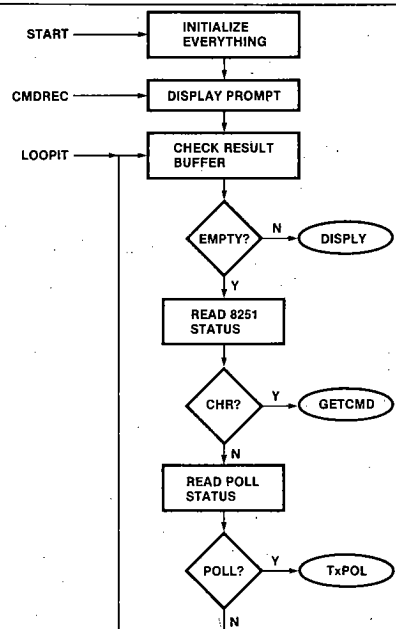 START
INITIALIZE
EVERYTHING
CMDREC
DISPLAY PROMPT
LOOPIT
CHECK RESULT
BUFFER
EMPTY?
N
DISPLY
Y
READ 8251
STATUS
CHR?
Y
GETCMD
N
READ POLL
STATUS
POLL?
Y
TxPOL
N